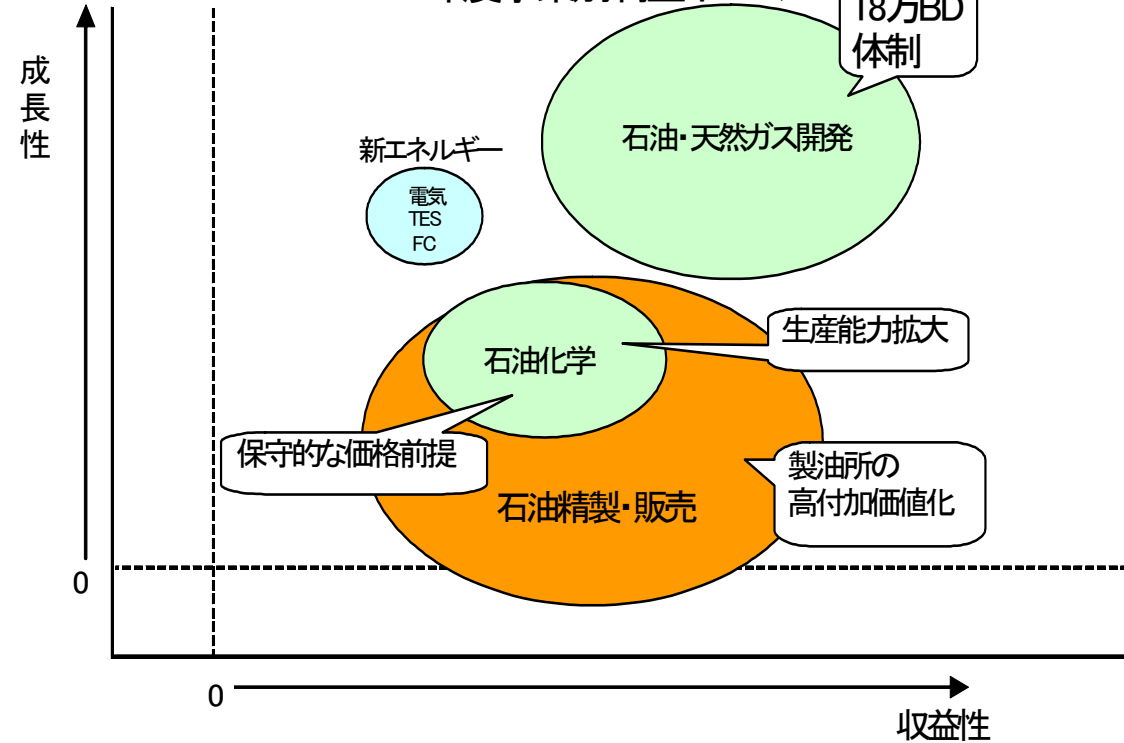 18万BD
体制
成長性
石油・天然ガス開発
新エネルギー
電気
TES
FC
生産能力拡大
石油化学
保守的な価格前提
製油所の
高付加価値化
石油精製・販売
0
0
収益性